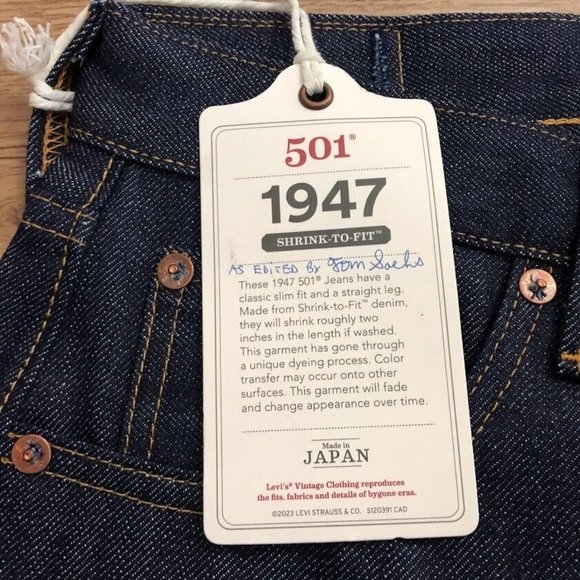 501®
1947
SHRINK-TO-FIT™
AS EDITED BY Tom Sachs
These 1947 501® Jeans have a
classic slim fit and a straight leg.
Made from Shrink-to-Fit™ denim,
they will shrink roughly two
inches in the length if washed.
This garment has gone through
a unique dyeing process. Color
transfer may occur onto other
surfaces. This garment will fade
and change appearance over time.
Made in
JAPAN
Levi's® Vintage Clothing reproduces
the fits, fabrics and details of bygone eras.
©2023 LEVI STRAUSS & CO. S120391 CAD